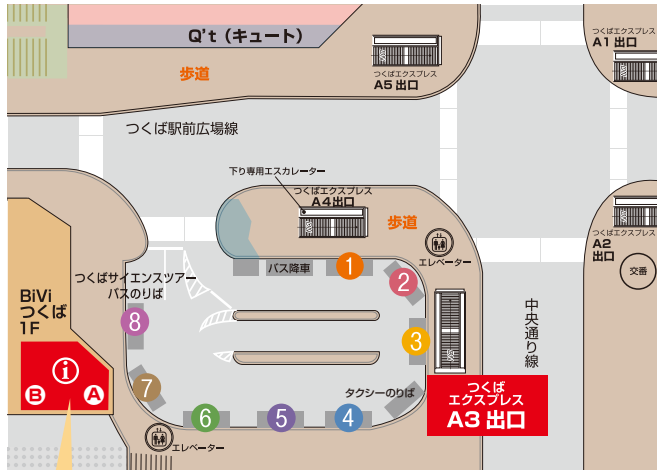 Q't（キュート）
つくばエクスプレス
A1 出口
歩道
つくばエクスプレス
A5 出口
つくば駅前広場線
下り専用エスカレーター
つくばエクスプレス
A4出口
歩道
つくばエクスプレス
A2
出口
交番
エレベーター
バス降車
1
2
つくばサイエンスツアー
バスのりば
BiVi
つくば
1F
8
3
中央通り線
i
B
A
7
タクシーのりば
つくば
エクスプレス
A3 出口
6
5
4
エレベーター